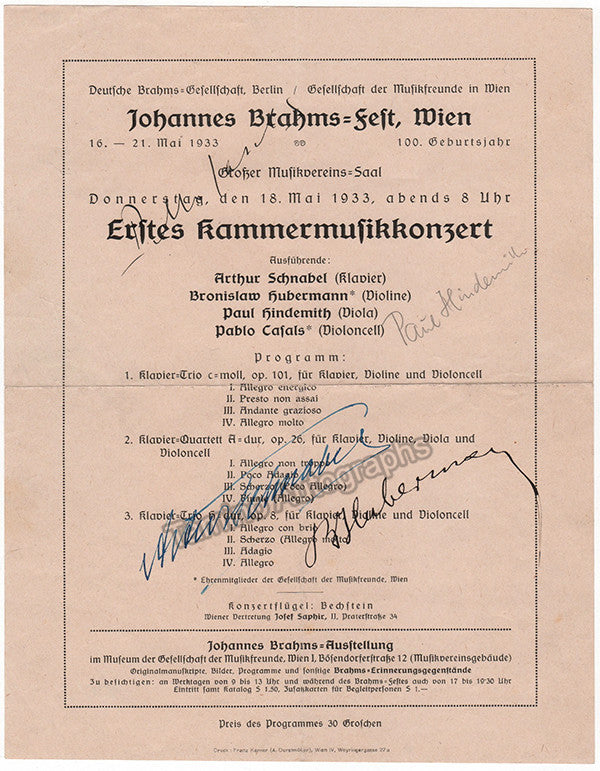 Deutsche Brahms=Gesellschaft, Berlin / Gesellschaft der Musikfreunde in Wien
Johannes Brahms=Fest, Wien
16. — 21. Mai 1933 100. Geburtsjahr
Großer Musikvereins=Saal
Donnerstag, den 18. Mai 1933, abends 8 Uhr
Erstes Kammermusikkonzert
Ausführende:
Arthur Schnabel (Klavier)
Bronislaw Hubermann* (Violine)
Paul Hindemith (Viola)
Pablo Casals* (Violoncell)
Paul Hindemith
Programm:
1. Klavier=Trio c=moll, op. 101, für Klavier, Violine und Violoncell
I. Allegro energico
II. Presto non assai
III. Andante grazioso
IV. Allegro molto
2. Klavier=Quartett A=dur, op. 26, für Klavier, Violine, Viola und
Violoncell
I. Allegro non troppo
II. Poco Adagio
III. Scherzo (Poco Allegro)
IV. Finale (Allegro)
BHuberman
3. Klavier=Trio H=dur, op. 8, für Klavier, Violine und Violoncell
I. Allegro con brio
II. Scherzo (Allegro molto)
III. Adagio
IV. Allegro
* Ehrenmitglieder der Gesellschaft der Musikfreunde, Wien
Konzertflügel: Bechstein
Wiener Vertretung Josef Saphir, II, Praterstraße 34
Johannes Brahms=Ausstellung
im Museum der Gesellschaft der Musikfreunde, Wien I, Bösendorferstraße 12 (Musikvereinsgebäude)
Originalmanuskripte, Bilder, Programme und sonstige Brahms=Erinnerungsgegenstände
Zu besichtigen: an Werktagen von 9 bis 13 Uhr und während des Brahms=Festes auch von 17 bis 19:30 Uhr
Eintritt samt Katalog S 1.50, Zusatzkarten für Begleitpersonen S 1.—
Preis des Programmes 30 Groschen
Druck: Franz Kanior (A. Durstmüller), Wien IV, Weyringergasse 27a